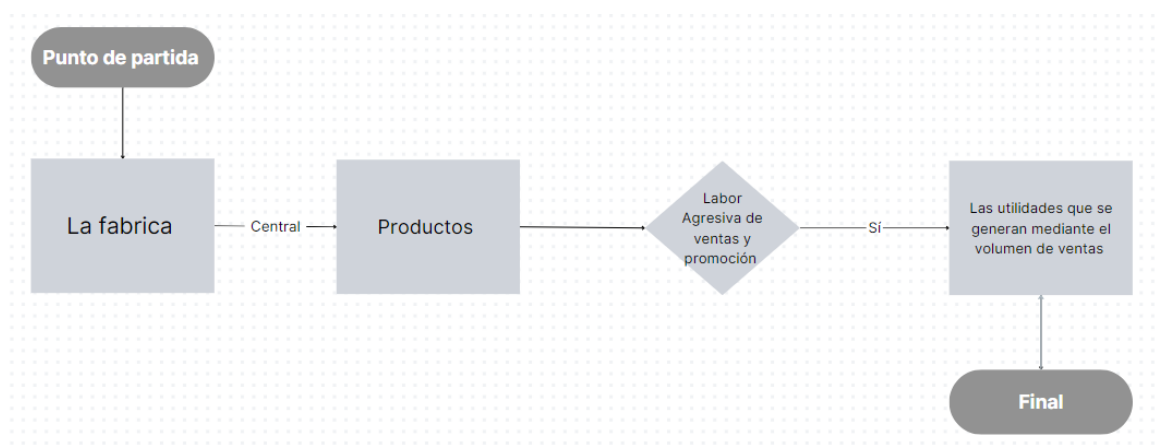 Punto de partida
La fabrica
Central
Productos
Labor
Agresiva de
ventas y
promoción
Sí
Las utilidades que se
generan mediante el
volumen de ventas
Final